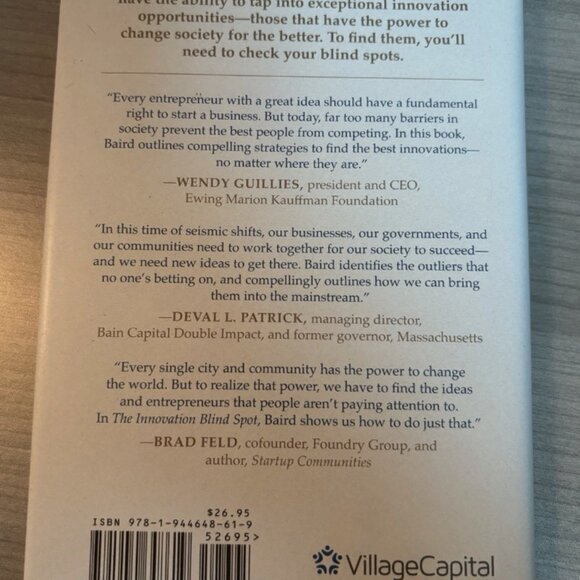 have the ability to tap into exceptional innovation
opportunities—those that have the power to
change society for the better. To find them, you'll
need to check your blind spots.
“Every entrepreneur with a great idea should have a fundamental
right to start a business. But today, far too many barriers in
society prevent the best people from competing. In this book,
Baird outlines compelling strategies to find the best innovations—
no matter where they are.”
—WENDY GUILLIES, president and CEO,
Ewing Marion Kauffman Foundation
“In this time of seismic shifts, our businesses, our governments, and
our communities need to work together for our society to succeed—
and we need new ideas to get there. Baird identifies the outliers that
no one's betting on, and compellingly outlines how we can bring
them into the mainstream.”
—DEVAL L. PATRICK, managing director,
Bain Capital Double Impact, and former governor, Massachusetts
“Every single city and community has the power to change
the world. But to realize that power, we have to find the ideas
and entrepreneurs that people aren't paying attention to.
In The Innovation Blind Spot, Baird shows us how to do just that.”
—BRAD FELD, cofounder, Foundry Group, and
author, Startup Communities
$26.95
ISBN 978-1-944648-61-9
52695>
VillageCapital